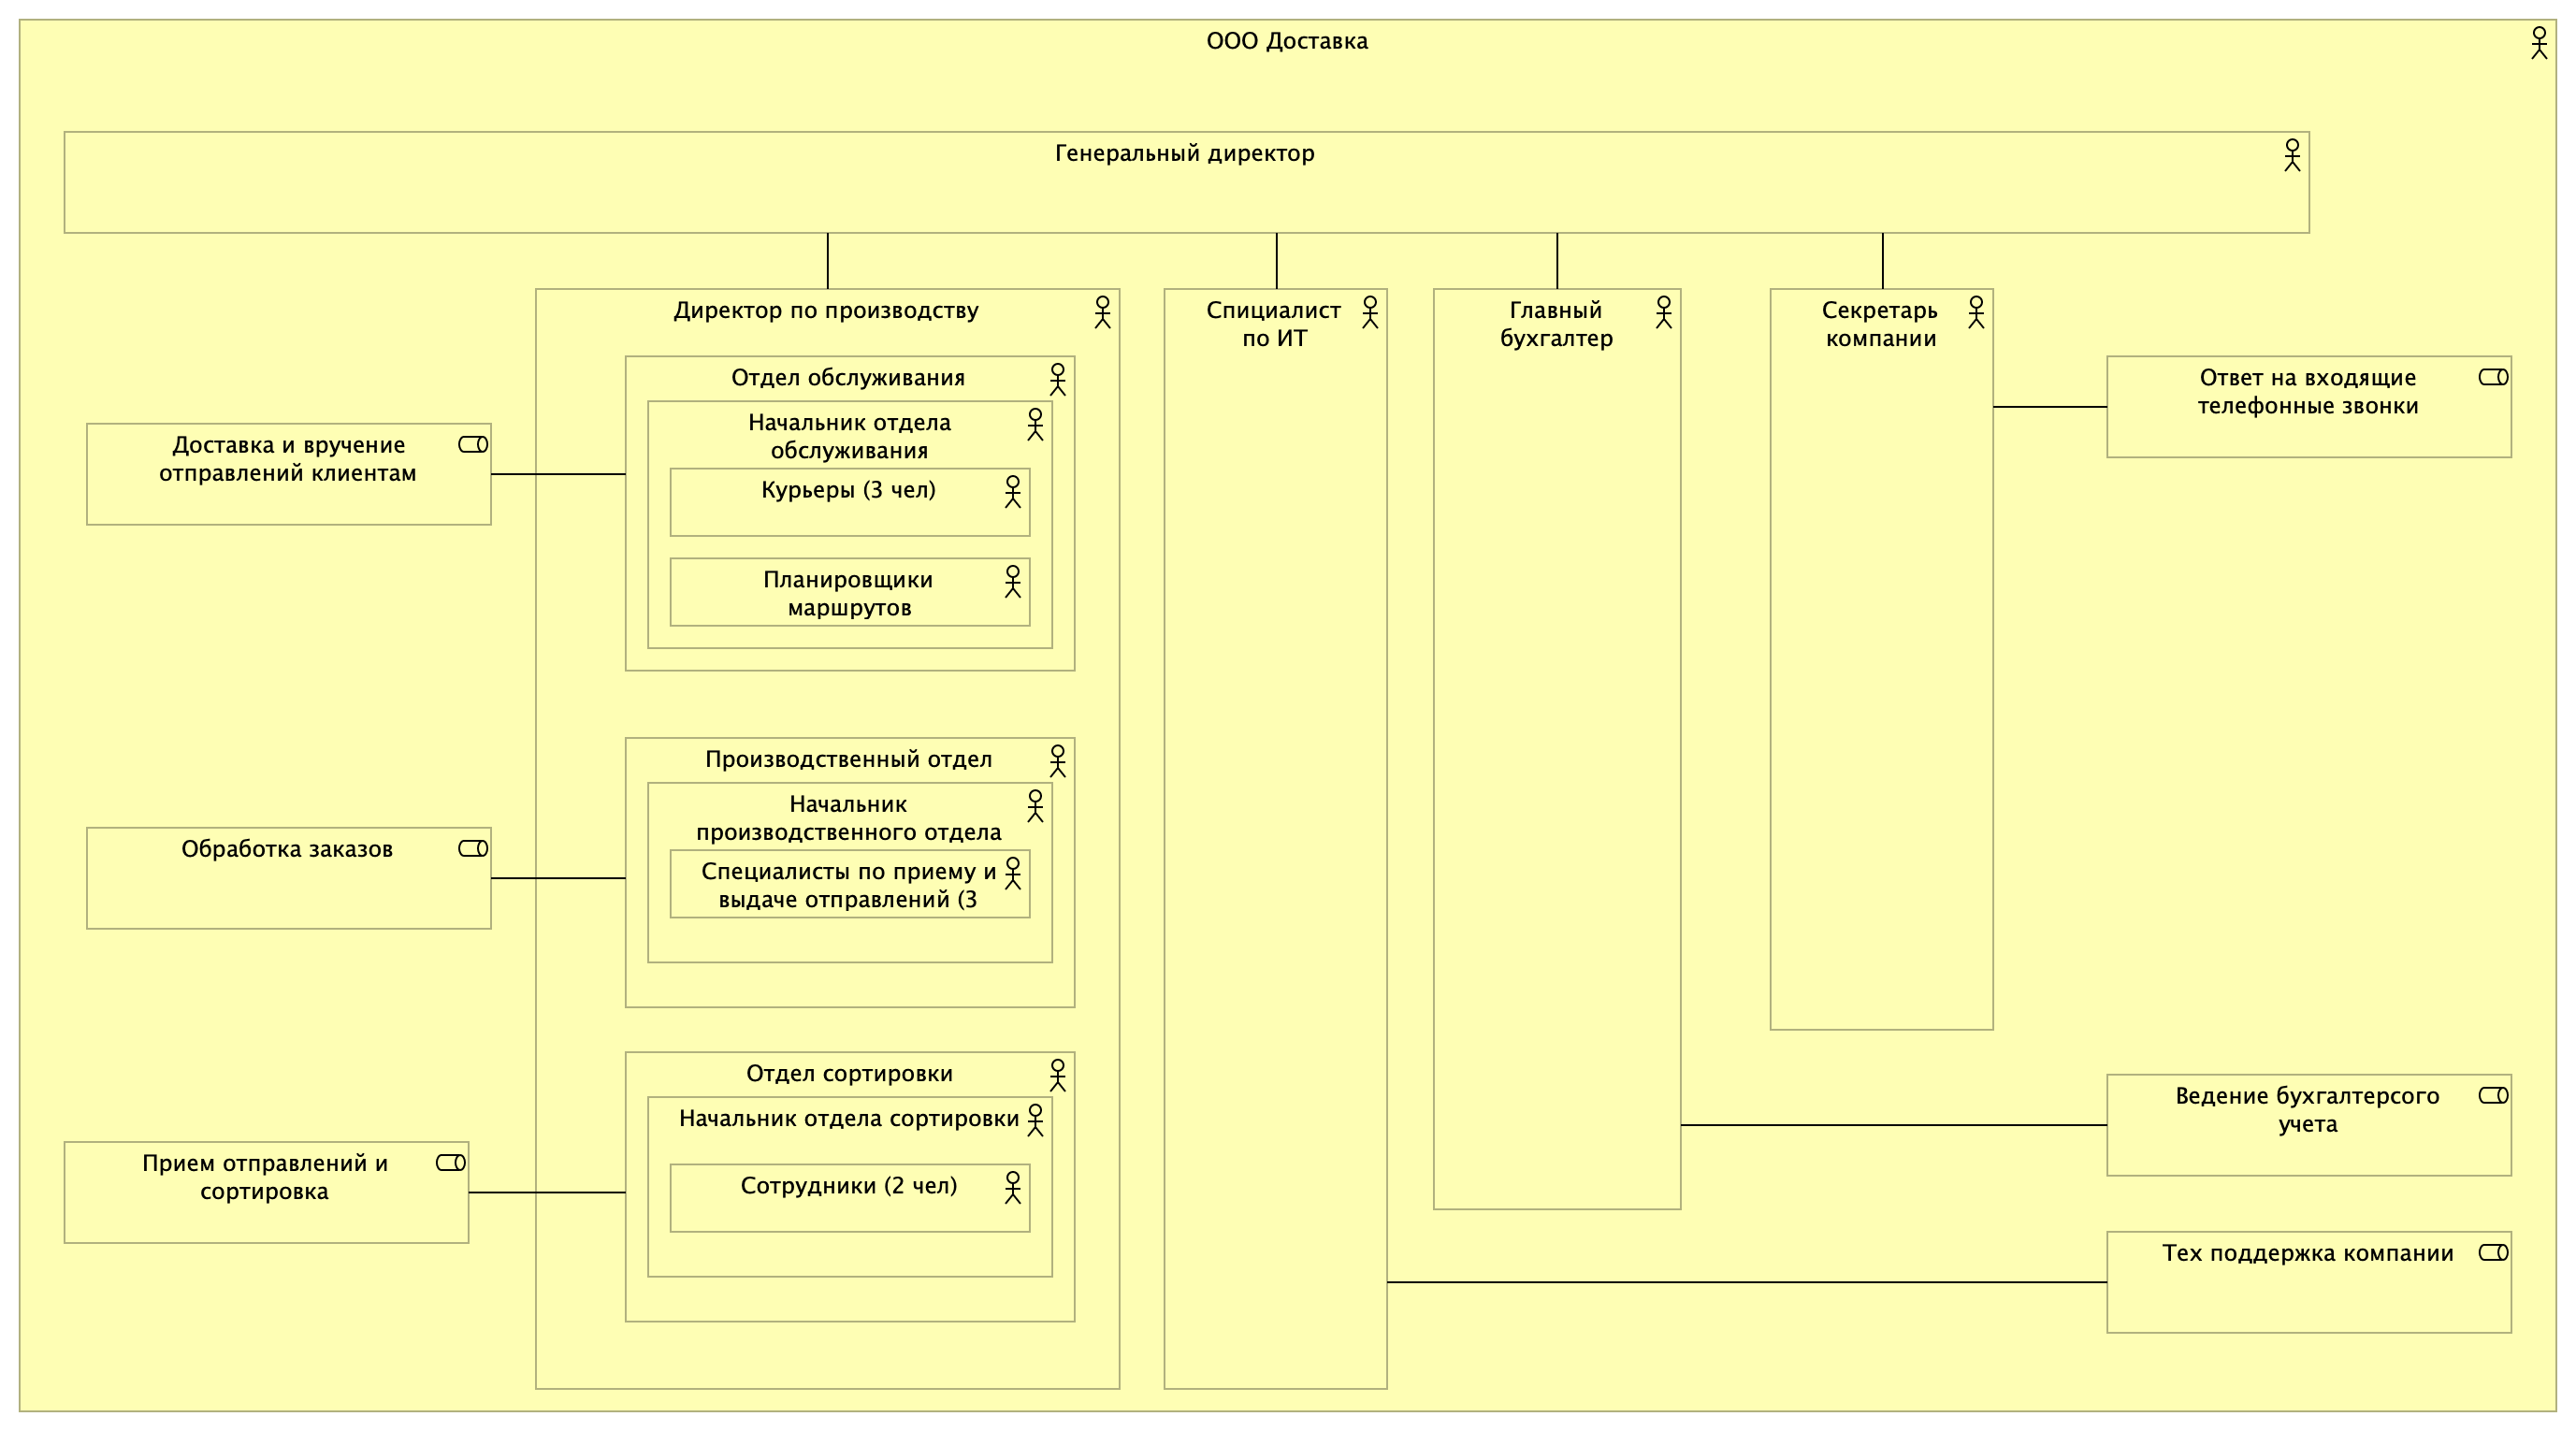 ООО Доставка
Генеральный директор
Директор по производству
Спициалист
по ИТ
Главный
бухгалтер
Секретарь
компании
Отдел обслуживания
Начальник отдела
обслуживания
Курьеры (3 чел)
Планировщики
маршрутов
Доставка и вручение
отправлений клиентам
Ответ на входящие
телефонные звонки
Производственный отдел
Начальник
производственного отдела
Специалисты по приему и
выдаче отправлений (3
Обработка заказов
Отдел сортировки
Начальник отдела сортировки
Сотрудники (2 чел)
Прием отправлений и
сортировка
Ведение бухгалтерсого
учета
Тех поддержка компании